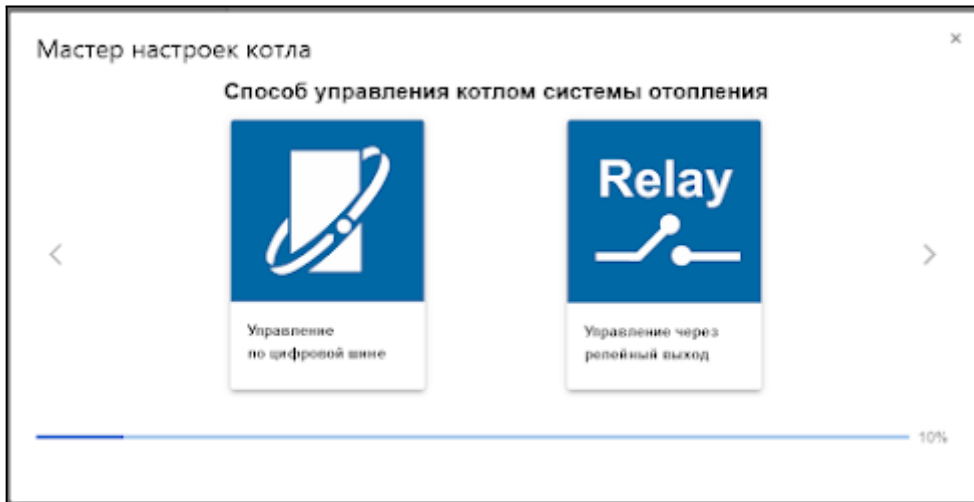 Мастер настроек котла
×
Способ управления котлом системы отопления
Relay
Управление
по цифровой шине
Управление через
релейный выход
10%